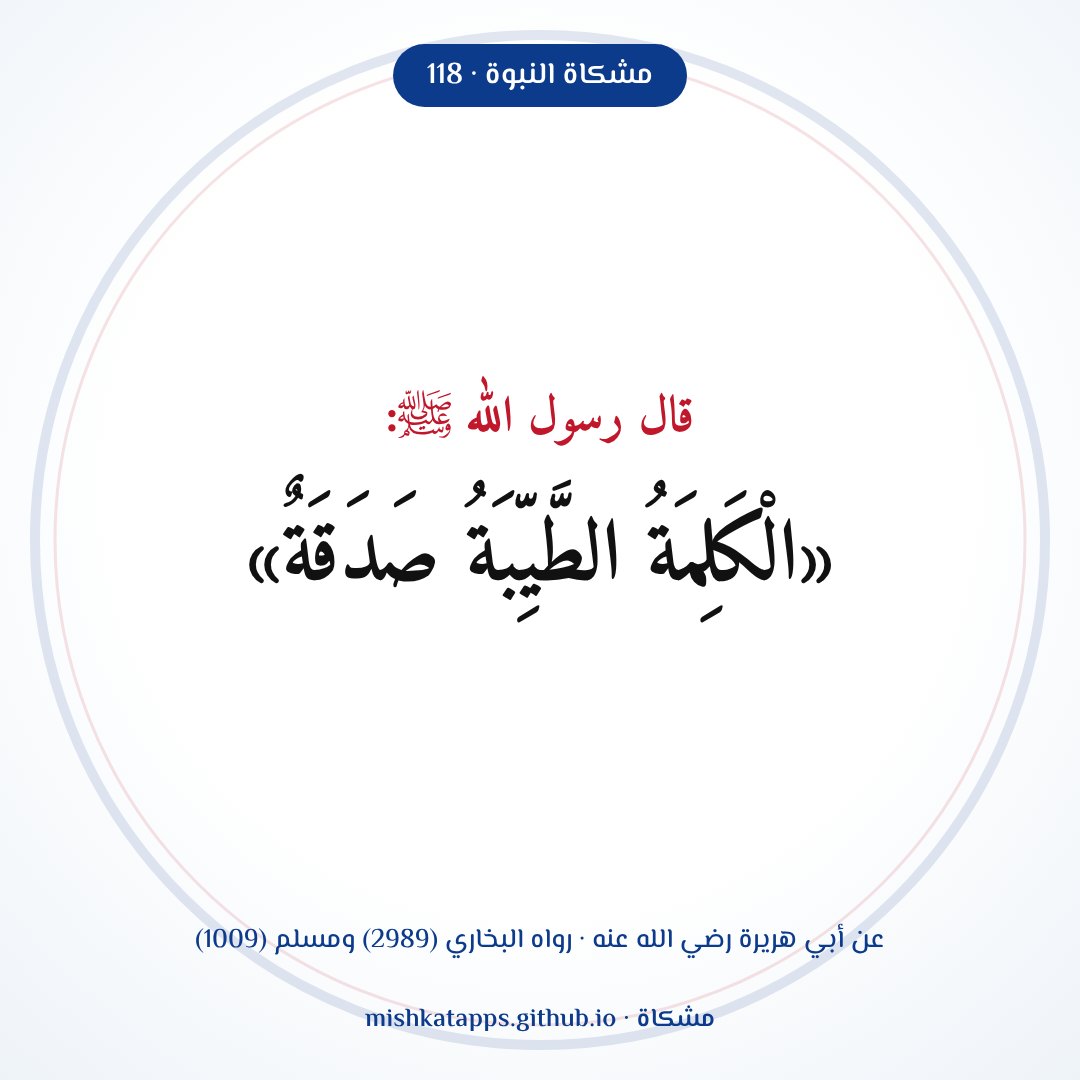 مشكاة النبوة · 118
قال رسول الله ﷺ:
«الْكَلِمَةُ الطَّيِّبَةُ صَدَقَةٌ»
عن أبي هريرة رضي الله عنه · رواه البخاري (2989) ومسلم (1009)
مشكاة · mishkatapps.github.io